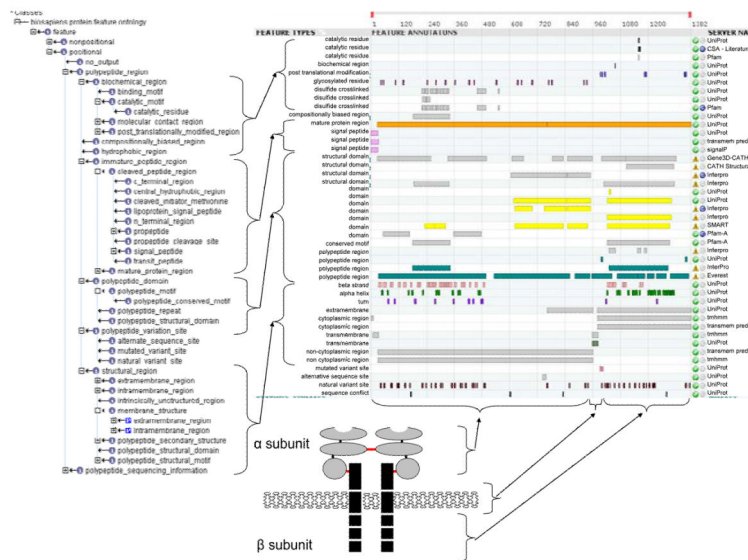 Classes
biosapiens protein feature ontology
feature
nonpositional
positional
no_output
polypeptide_region
biochemical_region
binding_motif
catalytic_motif
catalytic_residue
molecular_contact_region
post_translationally_modified_region
compositionally_biased_region
hydrophobic_region
immature_peptide_region
cleaved_peptide_region
c_terminal_region
central_hydrophobic_region
cleaved_initiator_methionine
lipoprotein_signal_peptide
n_terminal_region
propeptide
propeptide_cleavage_site
signal_peptide
transit_peptide
mature_protein_region
polypeptide_domain
polypeptide_motif
polypeptide_conserved_motif
polypeptide_repeat
polypeptide_structural_domain
polypeptide_variation_site
alternate_sequence_site
mutated_variant_site
natural_variant_site
structural_region
extramembrane_region
intramembrane_region
intrinsically_unstructured_region
membrane_structure
extramembrane_region
intramembrane_region
polypeptide_secondary_structure
polypeptide_structural_domain
polypeptide_structural_motif
polypeptide_sequencing_information
1 120 240 360 480 600 720 840 960 1080 1200 1382
FEATURE TYPES FEATURE ANNOTATIONS SERVER NA
catalytic residue UniProt
catalytic residue CSA - Literature
catalytic residue Pfam
biochemical region UniProt
post translational modification UniProt
glycosylated residue UniProt
disulfide crosslinked UniProt
disulfide crosslinked UniProt
disulfide crosslinked Pfam
compositionally biased region UniProt
mature protein region UniProt
signal peptide UniProt
signal peptide transmem pred
signal peptide signalP
structural domain Gene3D-CATH
structural domain CATH Structu
structural domain Interpro
structural domain Interpro
domain UniProt
domain UniProt
domain Interpro
domain Interpro
domain SMART
domain Pfam-A
conserved motif Pfam-A
polypeptide region Interpro
polypeptide region UniProt
polypeptide region InterPro
polypeptide region Everest
beta strand UniProt
alpha helix UniProt
turn UniProt
extramembrane UniProt
cytoplasmic region tmhmm
cytoplasmic region transmem pred
transmembrane tmhmm
transmembrane UniProt
non-cytoplasmic region transmem pred
non cytoplasmic region tmhmm
mutated variant site UniProt
alternative sequence site UniProt
natural variant site UniProt
sequence conflict UniProt
α subunit
β subunit